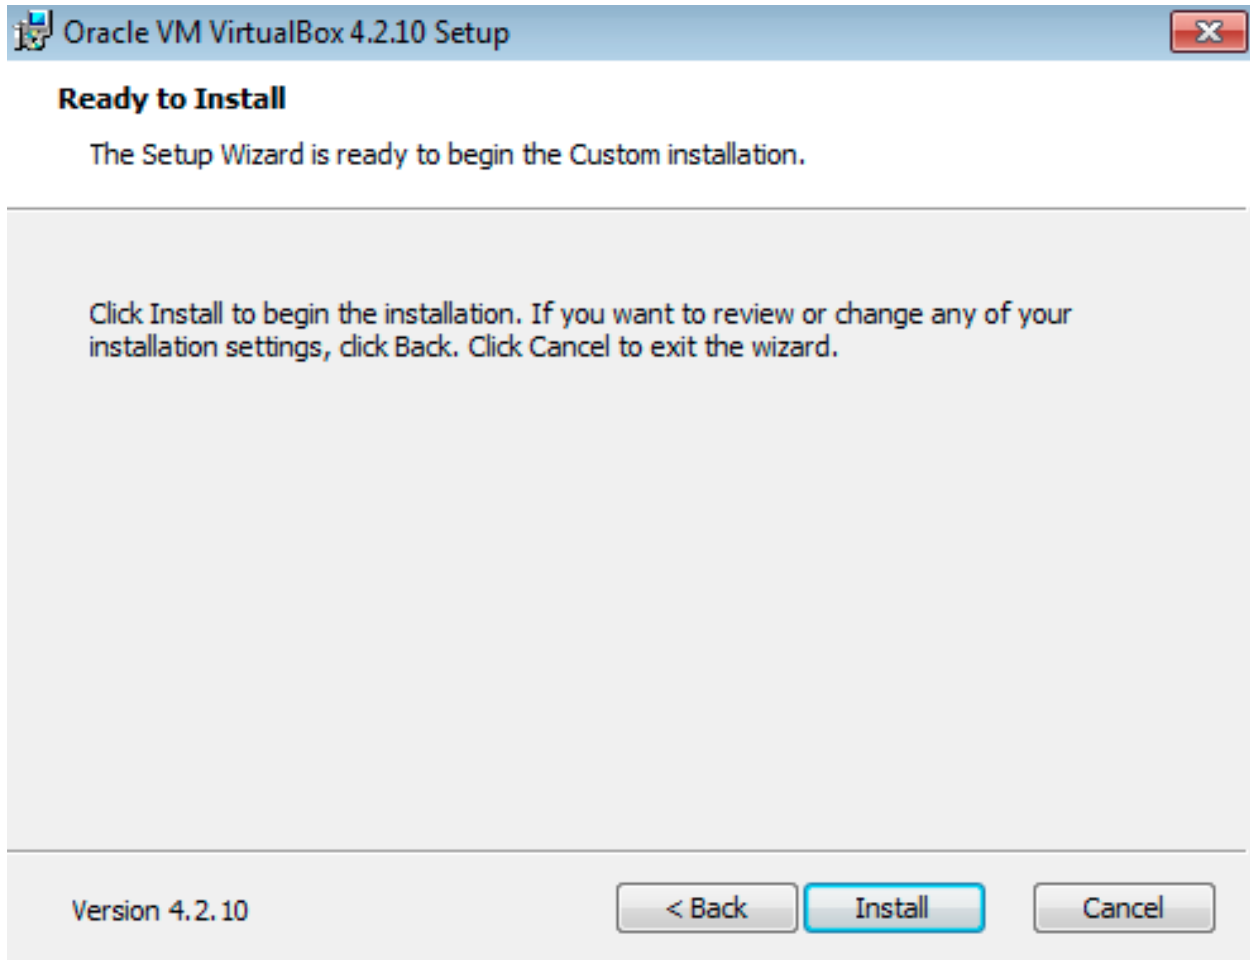 Oracle VM VirtualBox 4.2.10 Setup
Ready to Install
The Setup Wizard is ready to begin the Custom installation.
Click Install to begin the installation. If you want to review or change any of your
installation settings, click Back. Click Cancel to exit the wizard.
Version 4.2.10
< Back
Install
Cancel